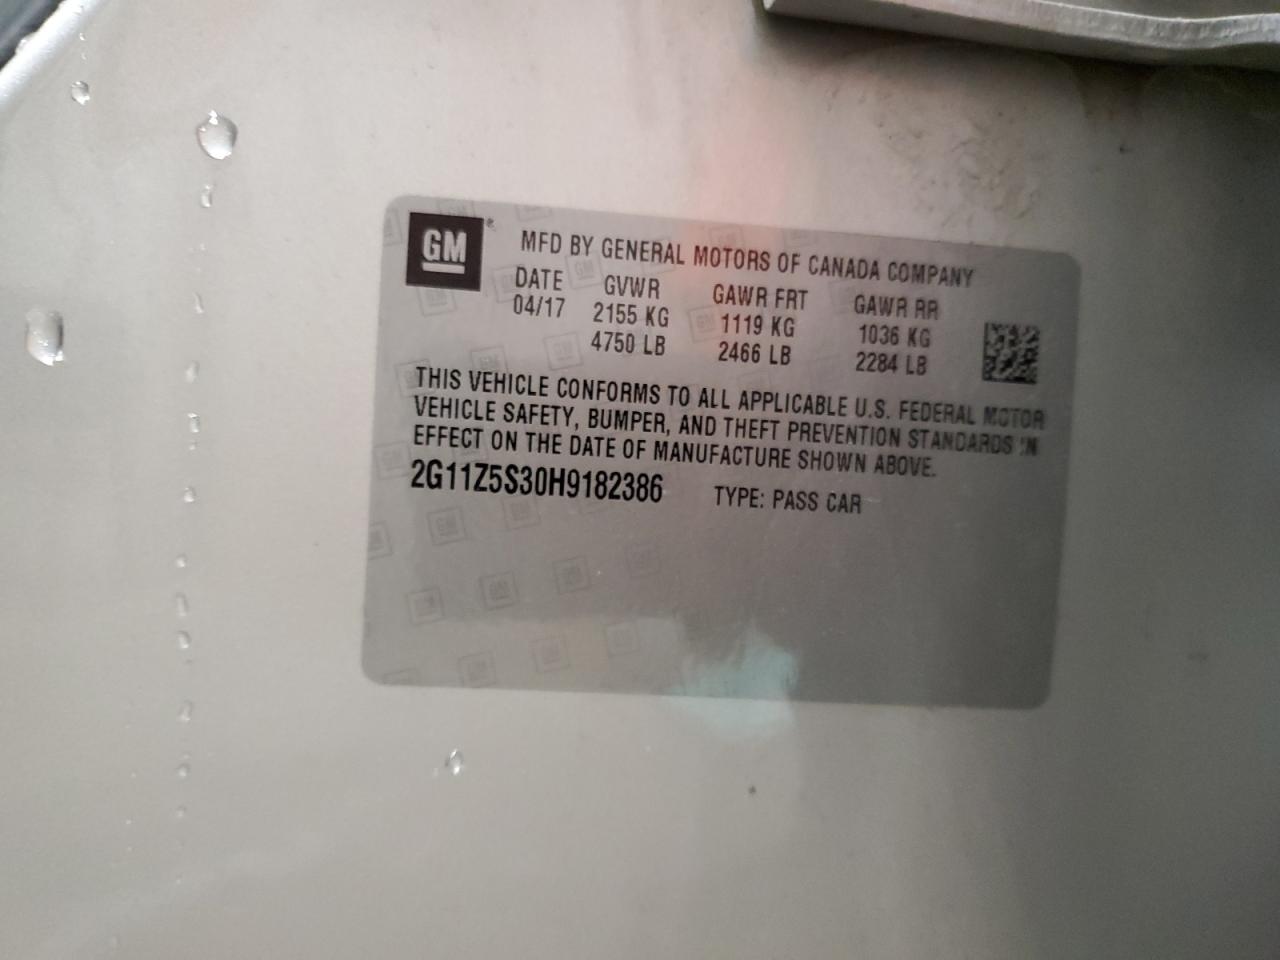 GM® MFD BY GENERAL MOTORS OF CANADA COMPANY
DATE GVWR GAWR FRT GAWR RR
04/17 2155 KG 1119 KG 1036 KG
4750 LB 2466 LB 2284 LB
THIS VEHICLE CONFORMS TO ALL APPLICABLE U.S. FEDERAL MOTOR
VEHICLE SAFETY, BUMPER, AND THEFT PREVENTION STANDARDS IN
EFFECT ON THE DATE OF MANUFACTURE SHOWN ABOVE.
2G11Z5S30H9182386 TYPE: PASS CAR